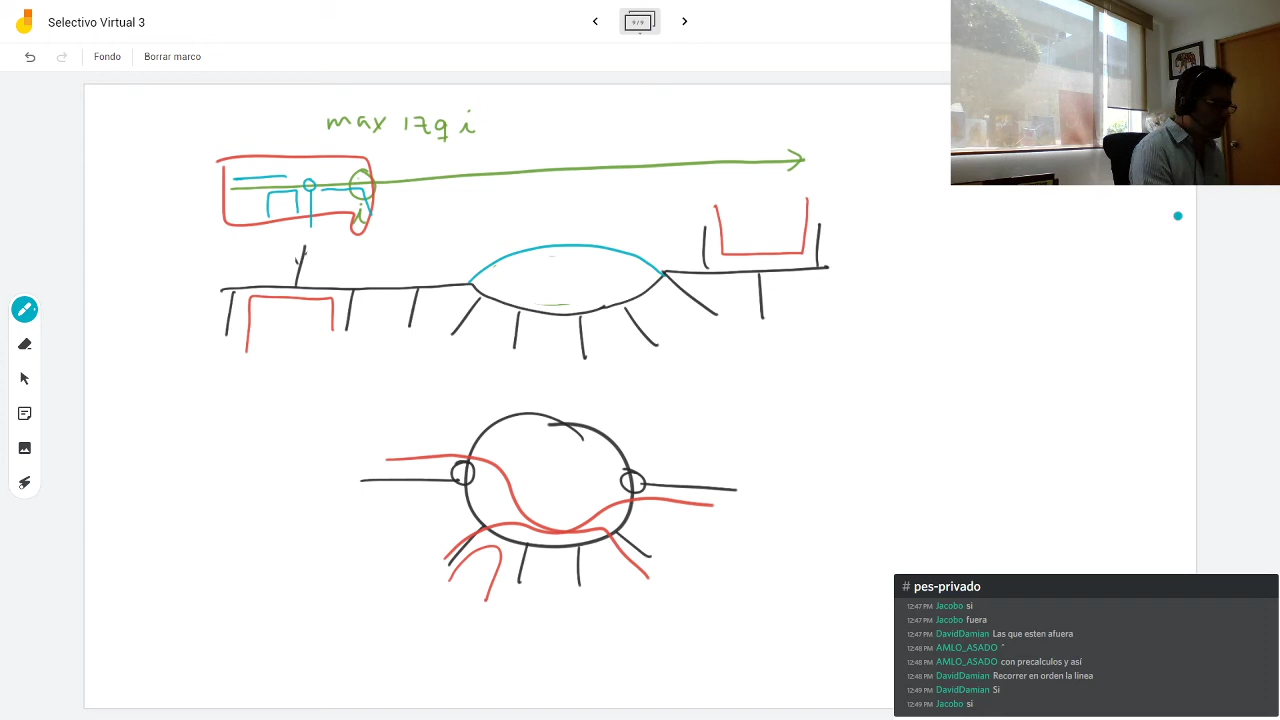 Selectivo Virtual 3
9/9
Fondo
Borrar marco
max izq i
i
# pes-privado
12:47 PM Jacobo si
12:47 PM Jacobo fuera
12:47 PM DavidDamian Las que esten afuera
12:48 PM AMLO_ASADO ^
12:48 PM AMLO_ASADO con precalculos y así
12:48 PM DavidDamian Recorrer en orden la linea
12:49 PM DavidDamian Si
12:49 PM Jacobo si